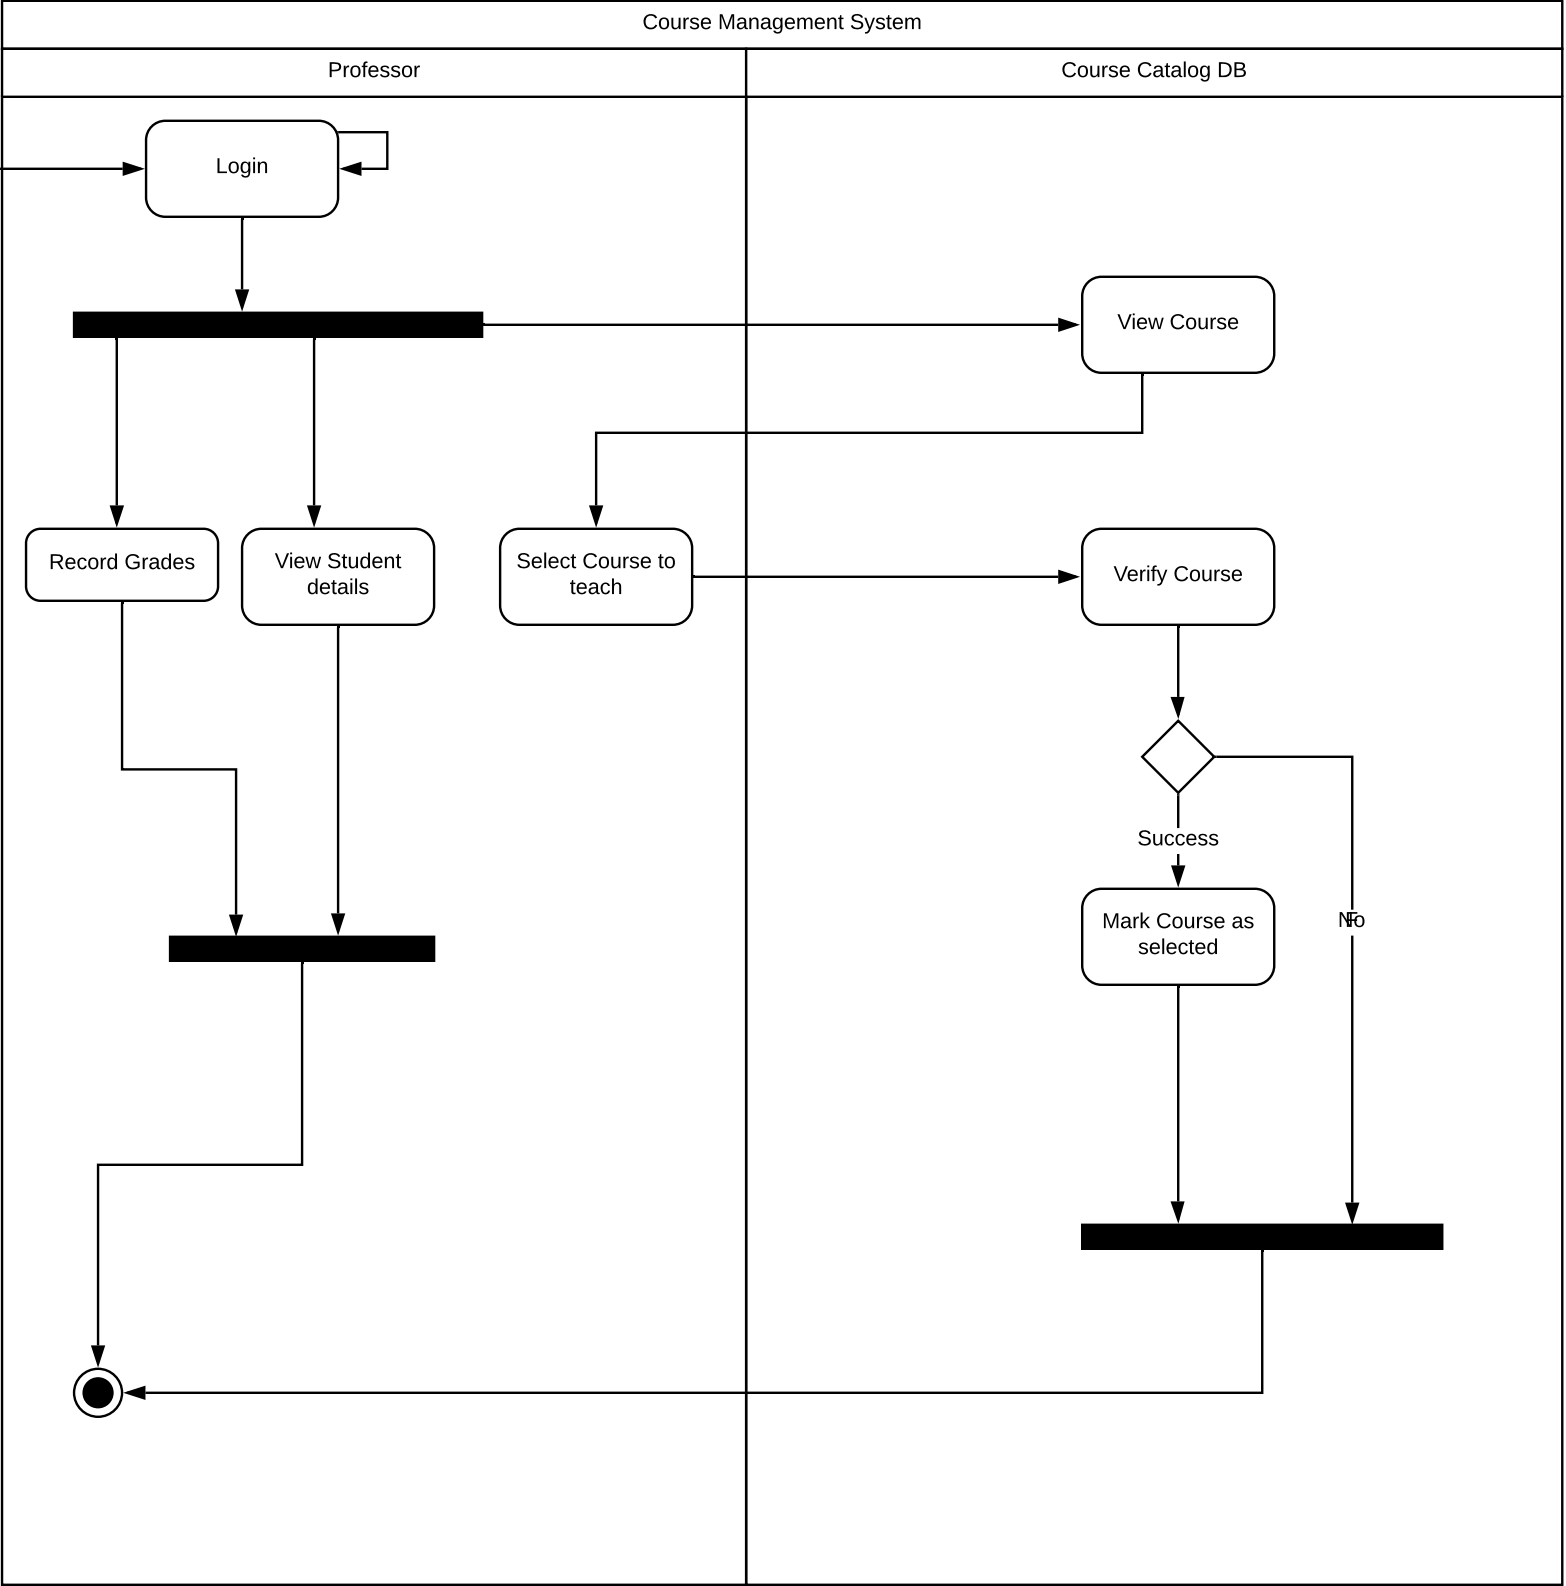 Course Management System
Professor
Course Catalog DB
Login
View Course
Record Grades
View Student
details
Select Course to
teach
Verify Course
Success
Mark Course as
selected